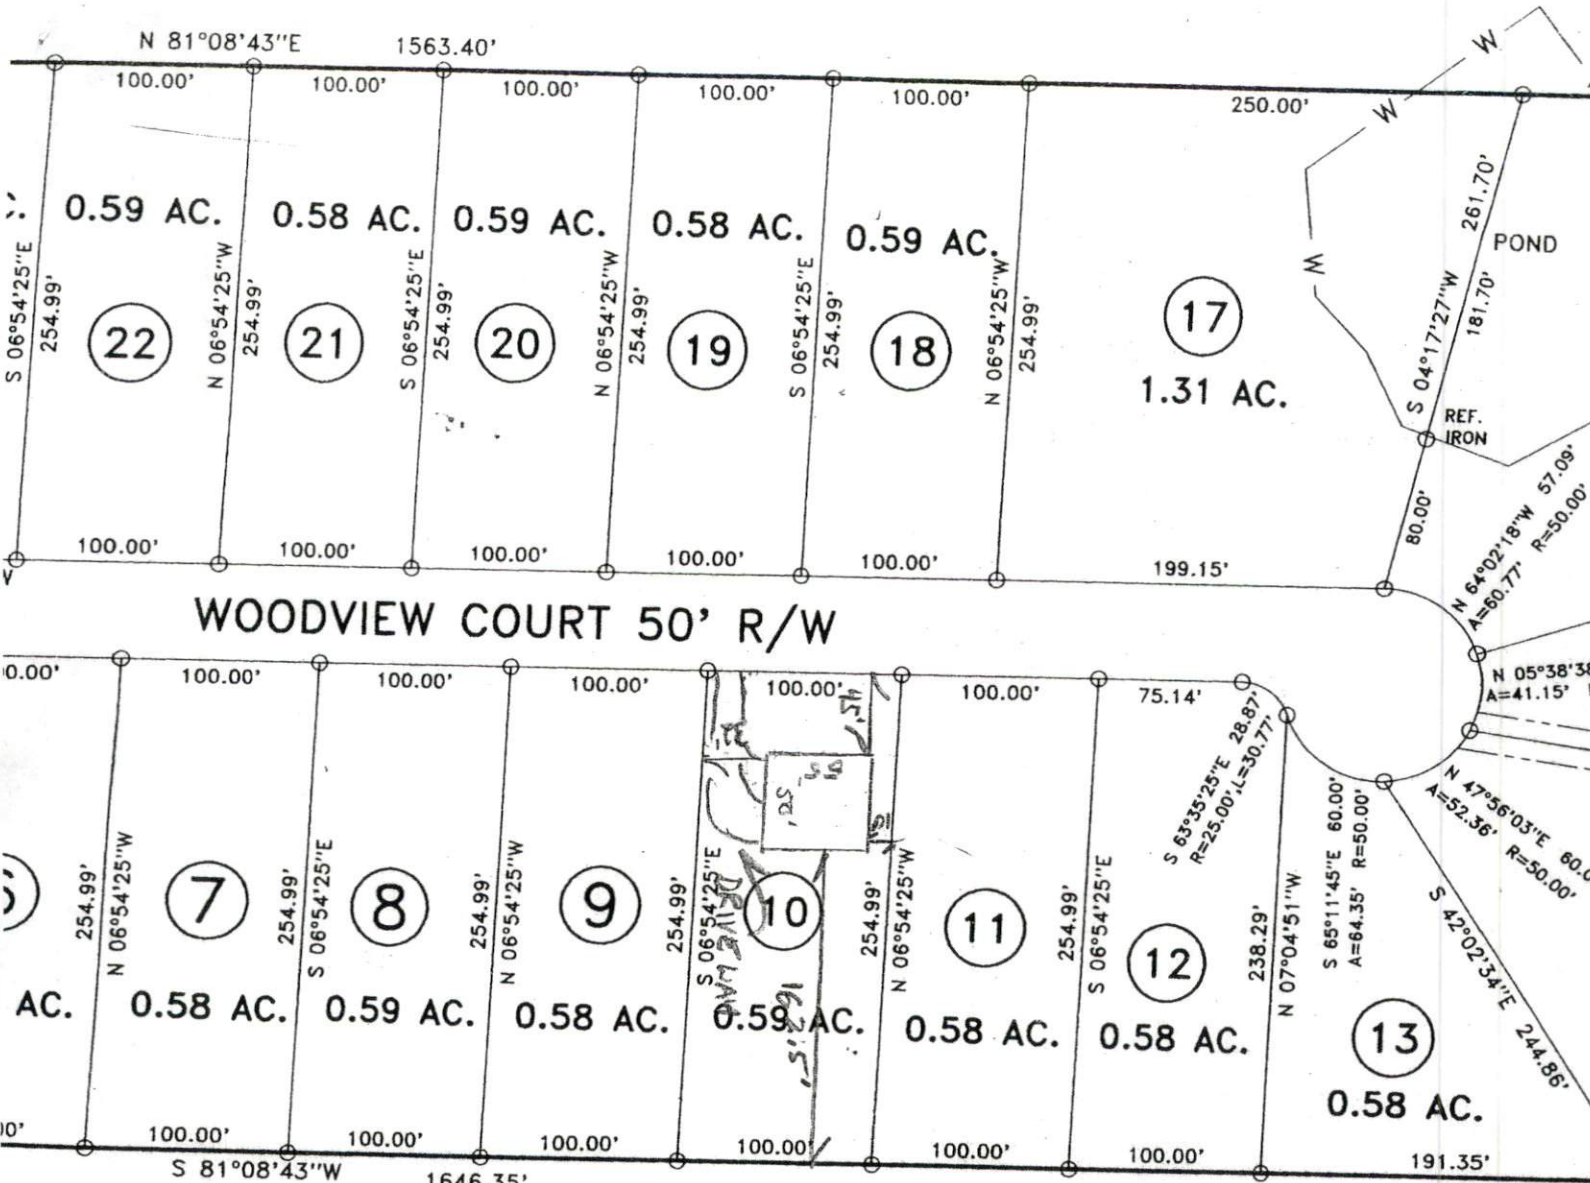 N 81°08'43"E 1563.40'
100.00' 100.00' 100.00' 100.00' 100.00' 250.00'
W W W
0.59 AC. 0.58 AC. 0.59 AC. 0.58 AC. 0.59 AC.
261.70'
POND
S 06°54'25"E
254.99'
22
N 06°54'25"W
254.99'
21
S 06°54'25"E
254.99'
20
N 06°54'25"W
254.99'
19
S 06°54'25"E
254.99'
18
N 06°54'25"W
254.99'
17
1.31 AC.
S 04°17'27"W
181.70'
REF.
IRON
80.00'
100.00' 100.00' 100.00' 100.00' 100.00' 199.15'
N 64°02'18"W 57.09'
A=60.77' R=50.00'
WOODVIEW COURT 50' R/W
100.00' 100.00' 100.00' 100.00' 100.00' 75.14'
N 05°38'38
A=41.15'
S 63°35'25"E 28.87'
R=25.00',L=30.77'
N 47°56'03"E 60.0
A=52.36' R=50.00'
S 65°11'45"E 60.00'
A=64.35' R=50.00'
45'
50'
AC.
254.99'
N 06°54'25"W
7
0.58 AC.
254.99'
S 06°54'25"E
8
0.59 AC.
254.99'
N 06°54'25"W
9
0.58 AC.
254.99'
S 06°54'25"E
DRIVEWAY
10
0.59 AC.
162.5'
254.99'
N 06°54'25"W
11
0.58 AC.
254.99'
S 06°54'25"E
12
0.58 AC.
238.29'
N 07°04'51"W
13
0.58 AC.
S 42°02'34"E 244.86'
100.00' 100.00' 100.00' 100.00' 100.00' 100.00' 191.35'
S 81°08'43"W 1646.35'